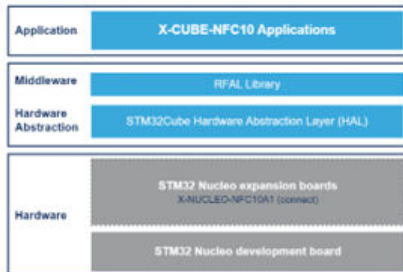 Application
X-CUBE-NFC10 Applications
Middleware
RFAL Library
Hardware
Abstraction
STM32Cube Hardware Abstraction Layer (HAL)
STM32 Nucleo expansion boards
X-NUCLEO-NFC10A1 (connect)
Hardware
STM32 Nucleo development board